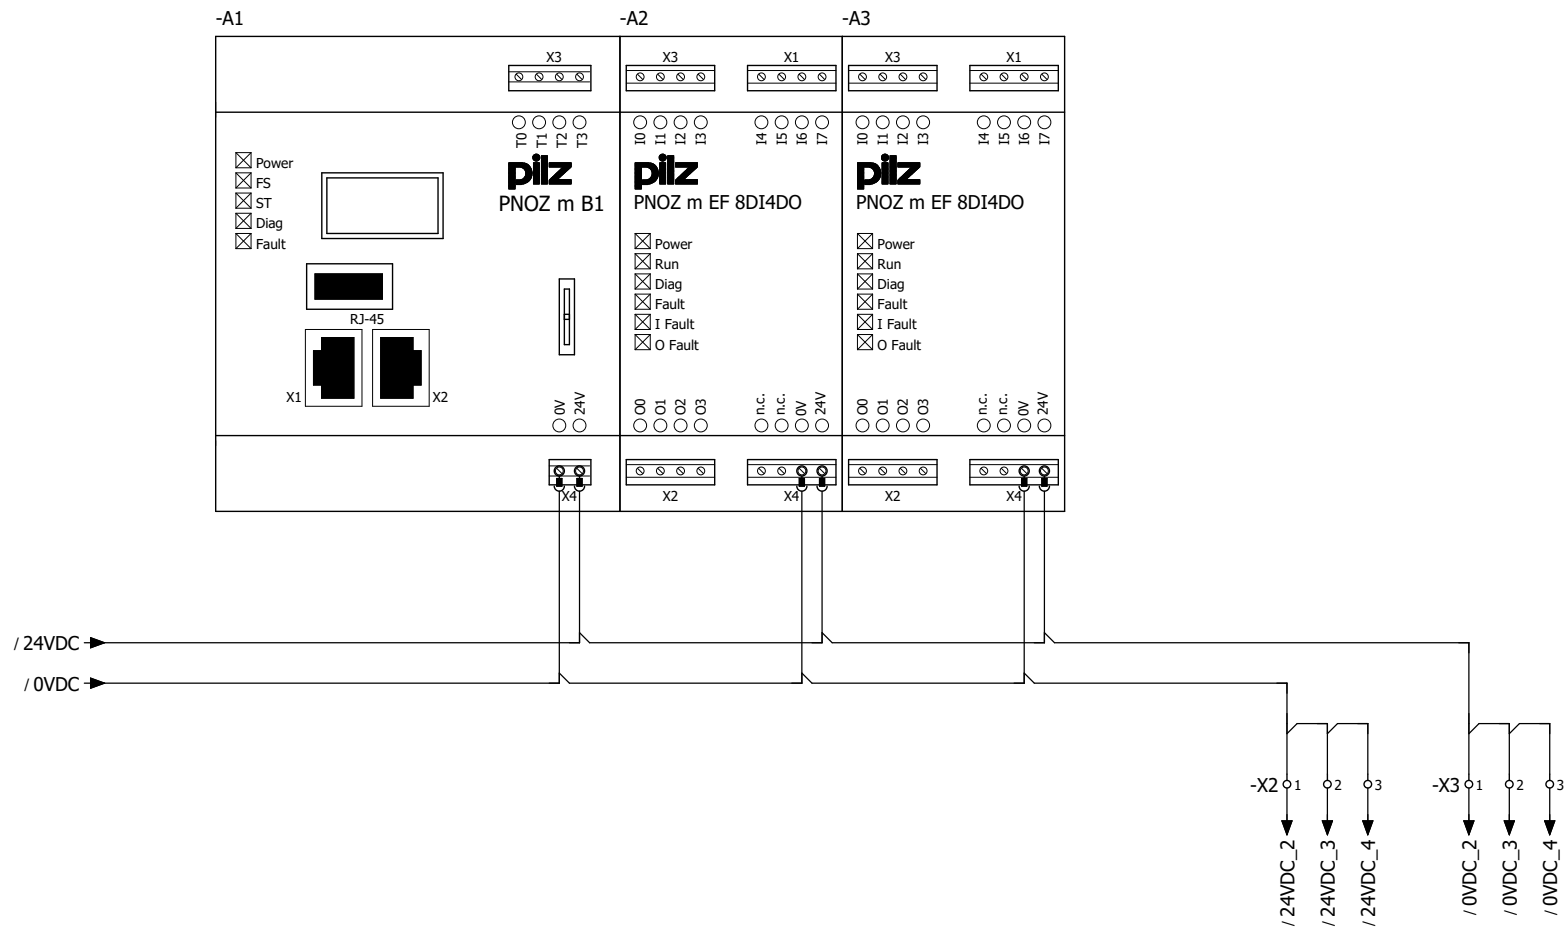 -A1
-A2
-A3
X3
X3
X1
X3
X1
T0 T1 T2 T3
I0 I1 I2 I3
I4 I5 I6 I7
I0 I1 I2 I3
I4 I5 I6 I7
Power
FS
ST
Diag
Fault
pilz
PNOZ m B1
pilz
PNOZ m EF 8DI4DO
pilz
PNOZ m EF 8DI4DO
Power
Run
Diag
Fault
I Fault
O Fault
Power
Run
Diag
Fault
I Fault
O Fault
RJ-45
X1
X2
0V 24V
O0 O1 O2 O3
n.c. n.c. 0V 24V
O0 O1 O2 O3
n.c. n.c. 0V 24V
X4
X2
X4
X2
X4
/ 24VDC
/ 0VDC
-X2 1 2 3
-X3 1 2 3
/ 24VDC_2
/ 24VDC_3
/ 24VDC_4
/ 0VDC_2
/ 0VDC_3
/ 0VDC_4